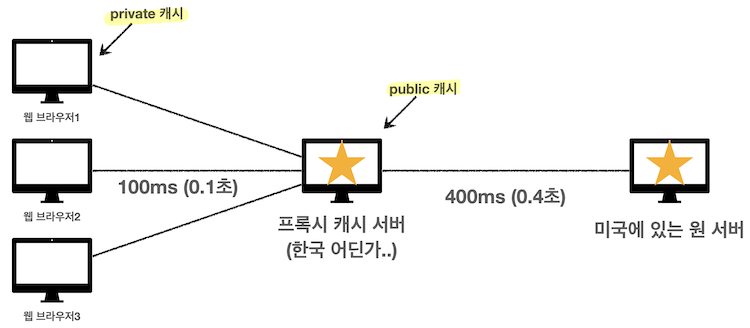 private 캐시
public 캐시
웹 브라우저1
100ms (0.1초)
웹 브라우저2
400ms (0.4초)
프록시 캐시 서버
(한국 어딘가..)
미국에 있는 원 서버
웹 브라우저3